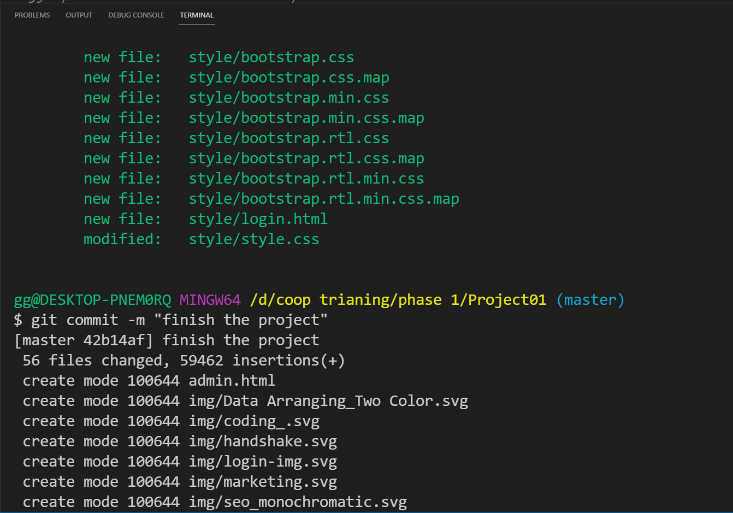 PROBLEMS OUTPUT DEBUG CONSOLE TERMINAL
new file: style/bootstrap.css
new file: style/bootstrap.css.map
new file: style/bootstrap.min.css
new file: style/bootstrap.min.css.map
new file: style/bootstrap.rtl.css
new file: style/bootstrap.rtl.css.map
new file: style/bootstrap.rtl.min.css
new file: style/bootstrap.rtl.min.css.map
new file: style/login.html
modified: style/style.css
gg@DESKTOP-PNEM0RQ MINGW64 /d/coop trianing/phase 1/Project01 (master)
$ git commit -m "finish the project"
[master 42b14af] finish the project
56 files changed, 59462 insertions(+)
create mode 100644 admin.html
create mode 100644 img/Data Arranging_Two Color.svg
create mode 100644 img/coding_.svg
create mode 100644 img/handshake.svg
create mode 100644 img/login-img.svg
create mode 100644 img/marketing.svg
create mode 100644 img/seo_monochromatic.svg